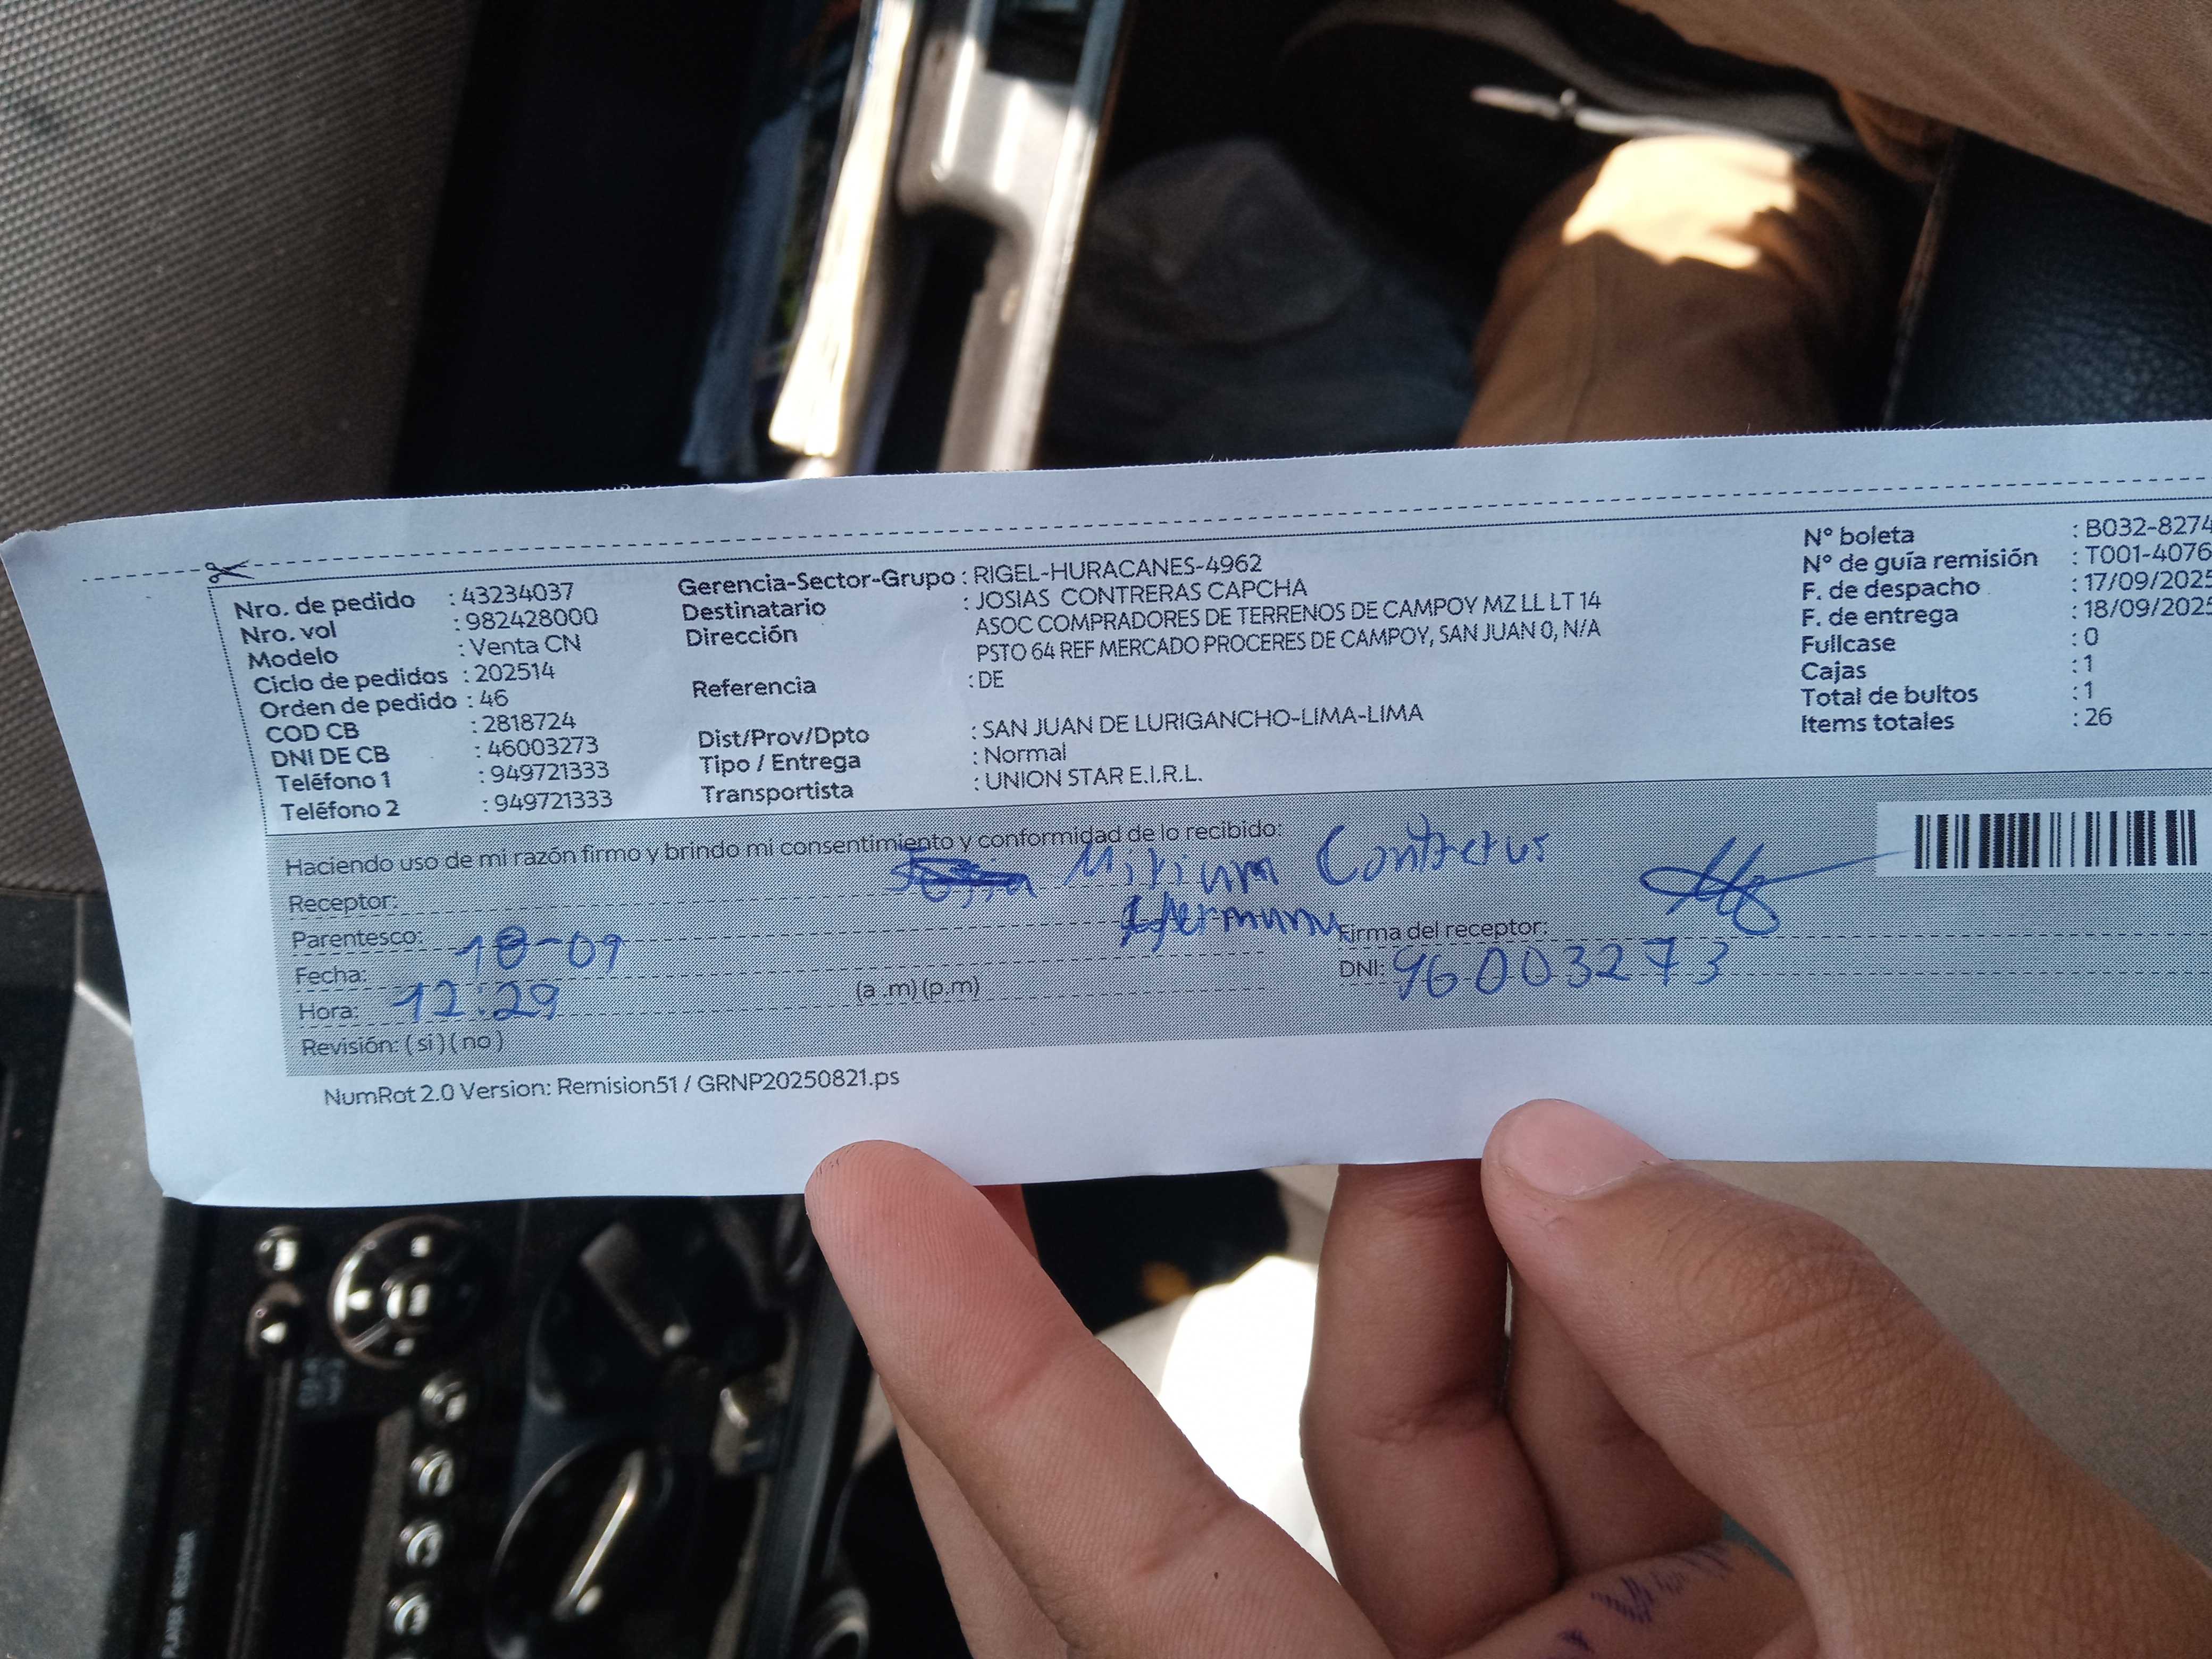 Nro. de pedido : 43234037
Nro. vol : 982428000
Modelo : Venta CN
Ciclo de pedidos : 202514
Orden de pedido : 46
COD CB : 2818724
DNI DE CB : 46003273
Teléfono 1 : 949721333
Teléfono 2 : 949721333
Gerencia-Sector-Grupo : RIGEL-HURACANES-4962
Destinatario : JOSIAS CONTRERAS CAPCHA
Dirección ASOC COMPRADORES DE TERRENOS DE CAMPOY MZ LL LT 14
PSTO 64 REF MERCADO PROCERES DE CAMPOY, SAN JUAN 0, N/A
Referencia : DE
Dist/Prov/Dpto : SAN JUAN DE LURIGANCHO-LIMA-LIMA
Tipo / Entrega : Normal
Transportista : UNION STAR E.I.R.L.
N° boleta : B032-8274
N° de guía remisión : T001-4076
F. de despacho : 17/09/2025
F. de entrega : 18/09/2025
Fullcase : 0
Cajas : 1
Total de bultos : 1
Items totales : 26
Haciendo uso de mi razón firmo y brindo mi consentimiento y conformidad de lo recibido:
Receptor: Mirium Contreras
Parentesco: Hermana
Firma del receptor:
Fecha: 18-09
DNI: 46003273
Hora: 12:29 (a .m) (p.m)
Revisión: ( si ) ( no )
NumRot 2.0 Version: Remision51 / GRNP20250821.ps
PLAYER